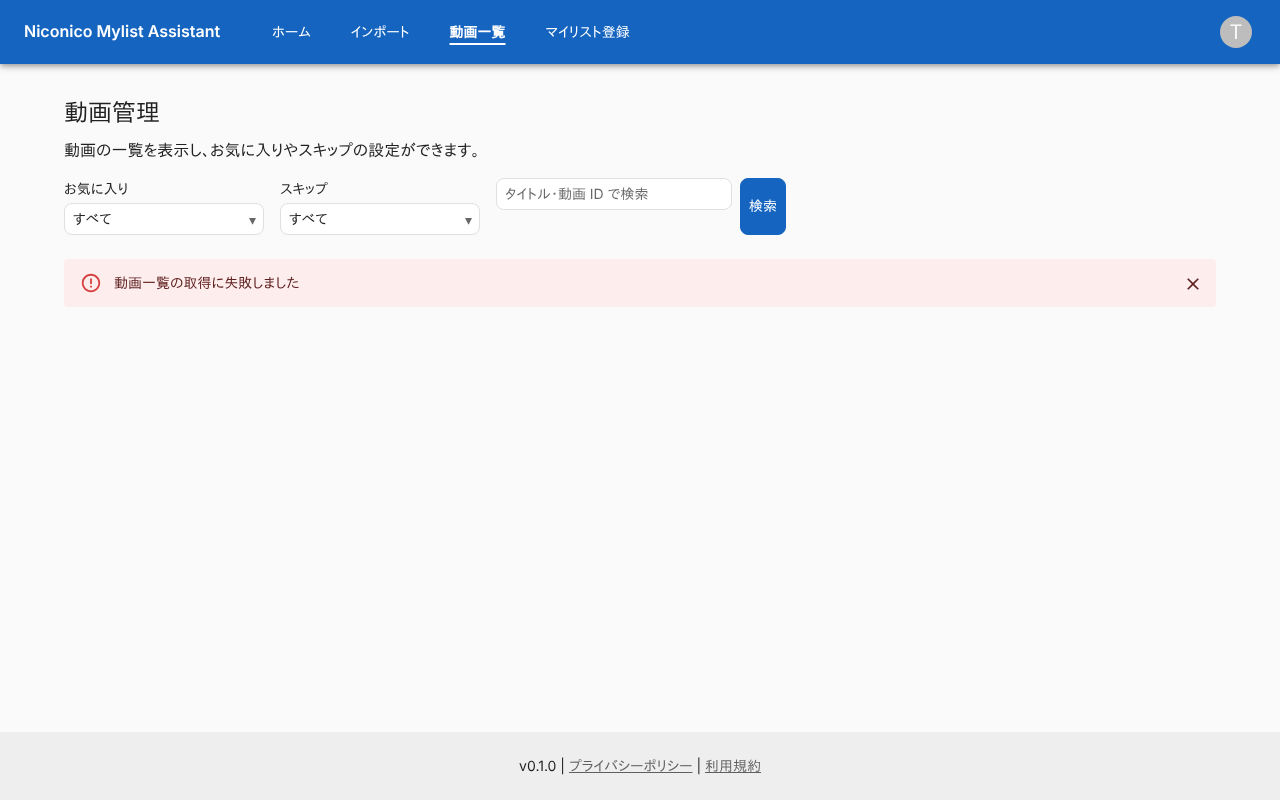 Niconico Mylist Assistant ホーム インポート 動画一覧 マイリスト登録 T
動画管理
動画の一覧を表示し、お気に入りやスキップの設定ができます。
お気に入り スキップ
すべて すべて タイトル・動画 ID で検索 検索
動画一覧の取得に失敗しました
v0.1.0 | プライバシーポリシー | 利用規約